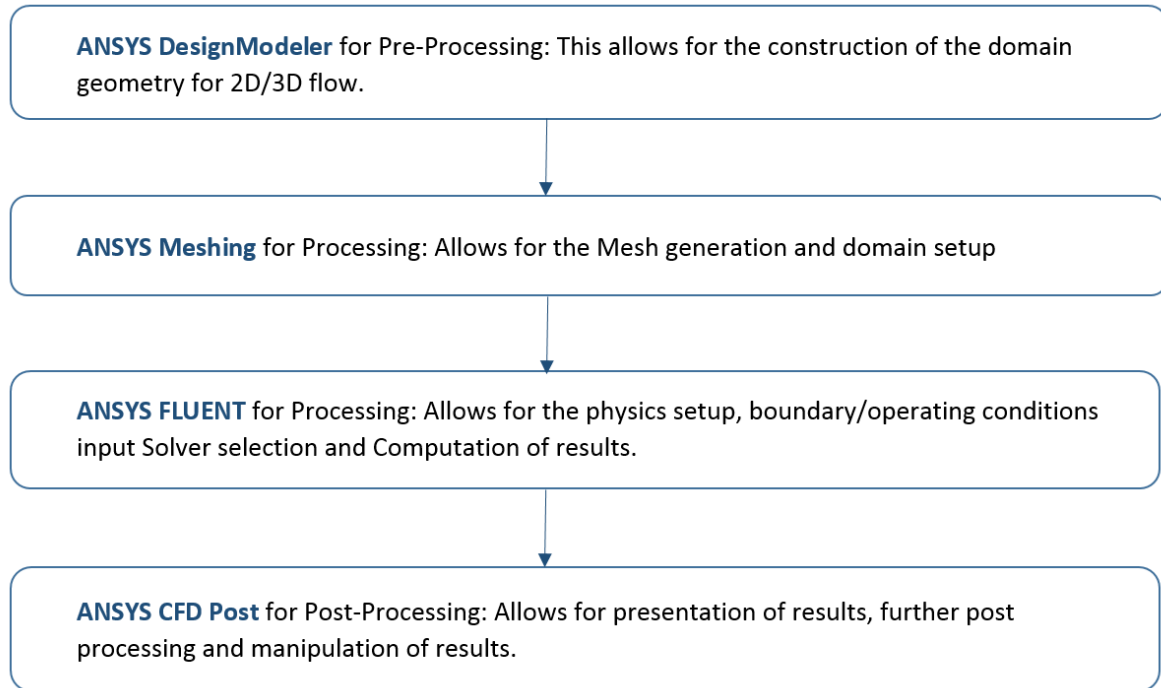 ANSYS DesignModeler for Pre-Processing: This allows for the construction of the domain
geometry for 2D/3D flow.
ANSYS Meshing for Processing: Allows for the Mesh generation and domain setup
ANSYS FLUENT for Processing: Allows for the physics setup, boundary/operating conditions
input Solver selection and Computation of results.
ANSYS CFD Post for Post-Processing: Allows for presentation of results, further post
processing and manipulation of results.